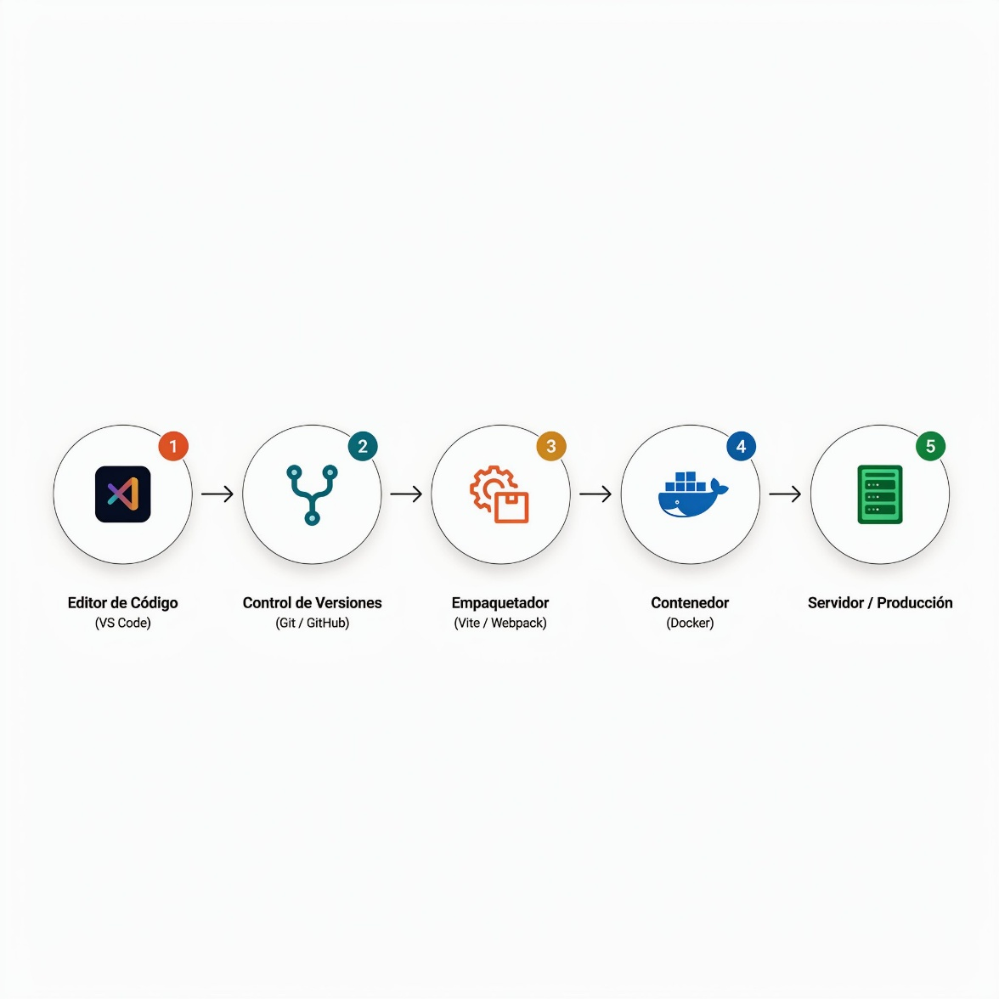 1
2
3
4
5
Editor de Código
(VS Code)
Control de Versiones
(Git / GitHub)
Empaquetador
(Vite / Webpack)
Contenedor
(Docker)
Servidor / Producción